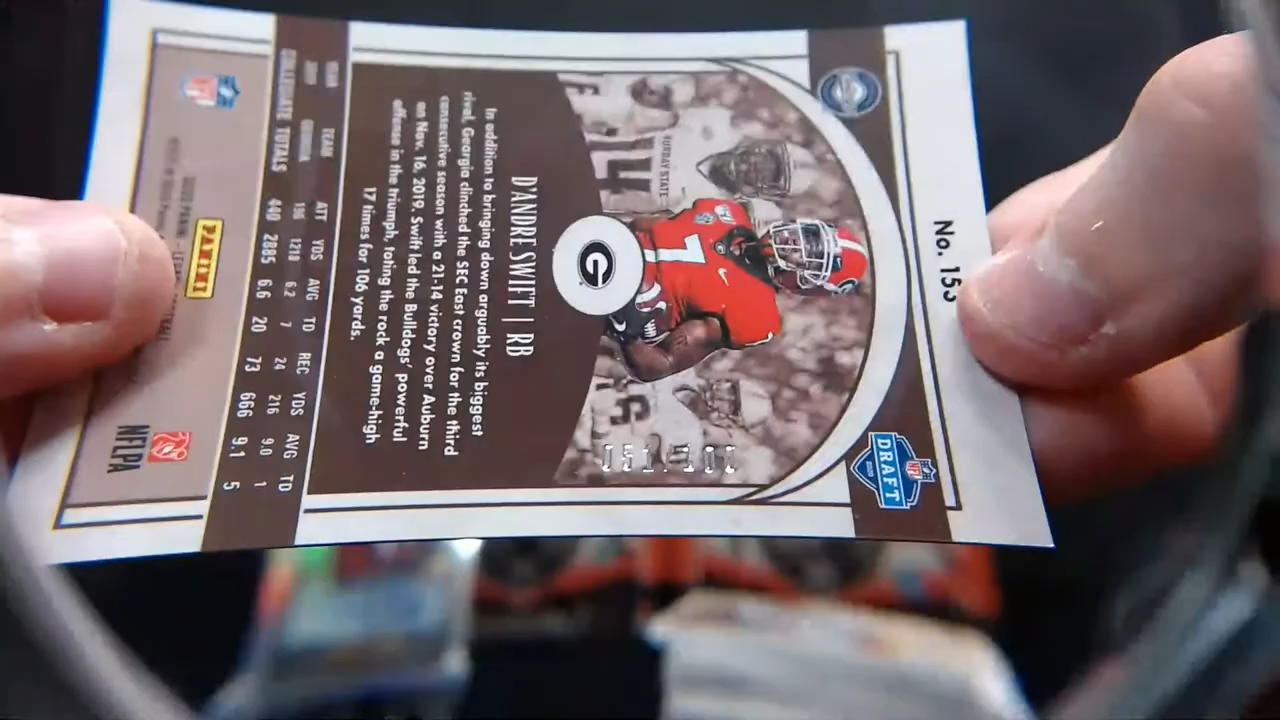 No. 153
DRAFT
MURRAY STATE
7
G
D'ANDRE SWIFT | RB
In addition to bringing down arguably its biggest
rival, Georgia clinched the SEC East crown for the third
consecutive season with a 21-14 victory over Auburn
on Nov. 16, 2019. Swift led the Bulldogs' powerful
offense in the triumph, toting the rock a game-high
17 times for 106 yards.
YEAR TEAM ATT YDS AVG TD REC YDS AVG TD
2019 GEORGIA 196 1218 6.2 7 24 216 9.0 1
COLLEGIATE TOTALS 440 2885 6.6 20 73 666 9.1 5
PANINI
NFLPA